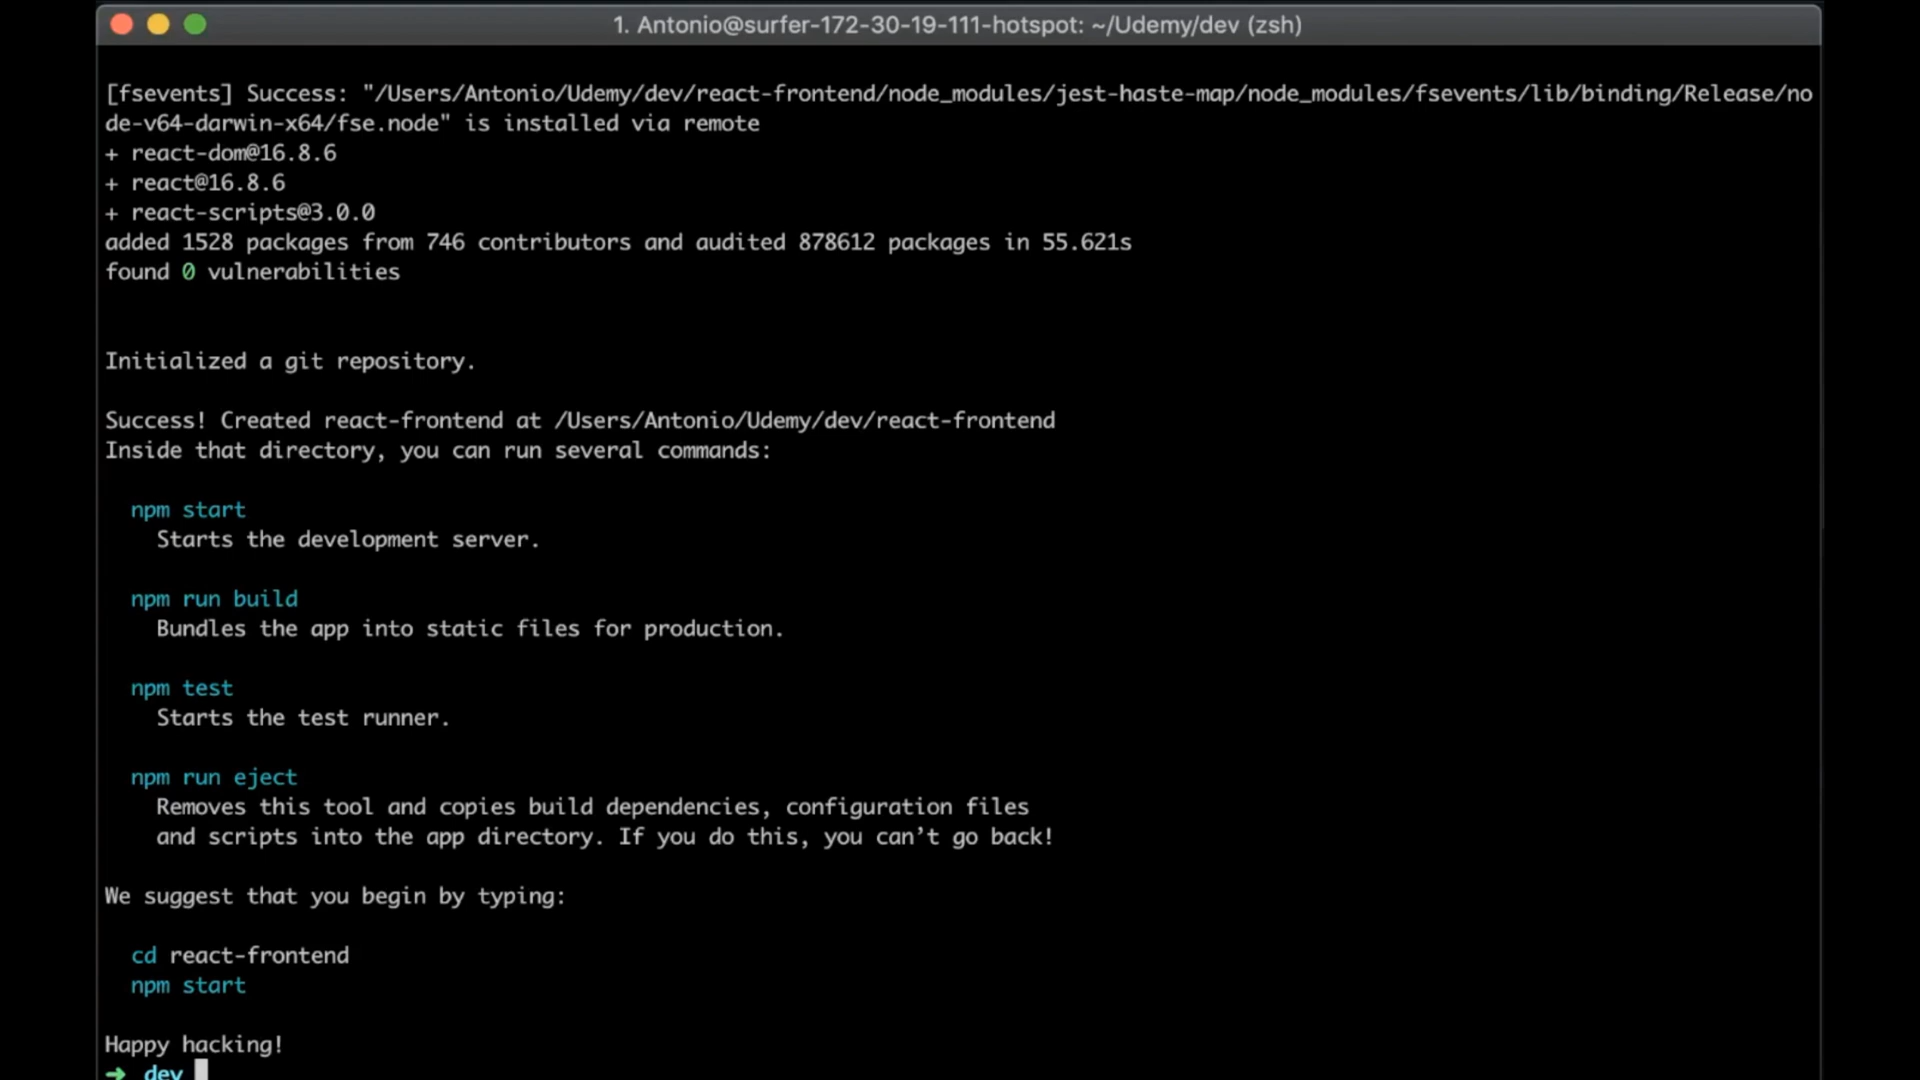 1. Antonio@surfer-172-30-19-111-hotspot: ~/Udemy/dev (zsh)
[fsevents] Success: "/Users/Antonio/Udemy/dev/react-frontend/node_modules/jest-haste-map/node_modules/fsevents/lib/binding/Release/no
de-v64-darwin-x64/fse.node" is installed via remote
+ react-dom@16.8.6
+ react@16.8.6
+ react-scripts@3.0.0
added 1528 packages from 746 contributors and audited 878612 packages in 55.621s
found 0 vulnerabilities
Initialized a git repository.
Success! Created react-frontend at /Users/Antonio/Udemy/dev/react-frontend
Inside that directory, you can run several commands:
npm start
Starts the development server.
npm run build
Bundles the app into static files for production.
npm test
Starts the test runner.
npm run eject
Removes this tool and copies build dependencies, configuration files
and scripts into the app directory. If you do this, you can’t go back!
We suggest that you begin by typing:
cd react-frontend
npm start
Happy hacking!
➜ dev